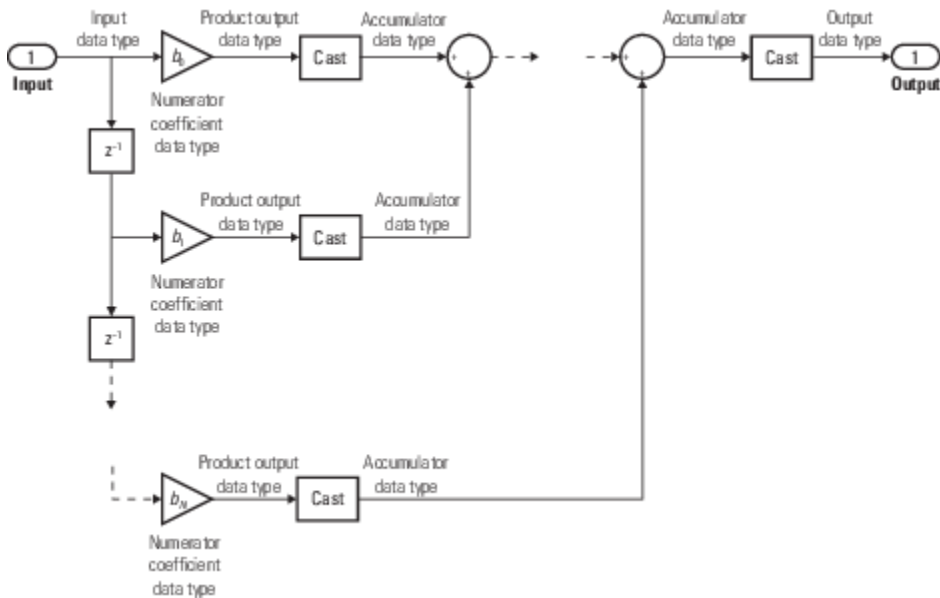 Input
data type
Product output
data type
Accumulator
data type
Accumulator
data type
Output
data type
1
b0
Cast
+
+
+
+
Cast
1
Input
Output
Numerator
coefficient
data type
z⁻¹
Product output
data type
Accumulator
data type
b1
Cast
Numerator
coefficient
data type
z⁻¹
Product output
data type
Accumulator
data type
bN
Cast
Numerator
coefficient
data type